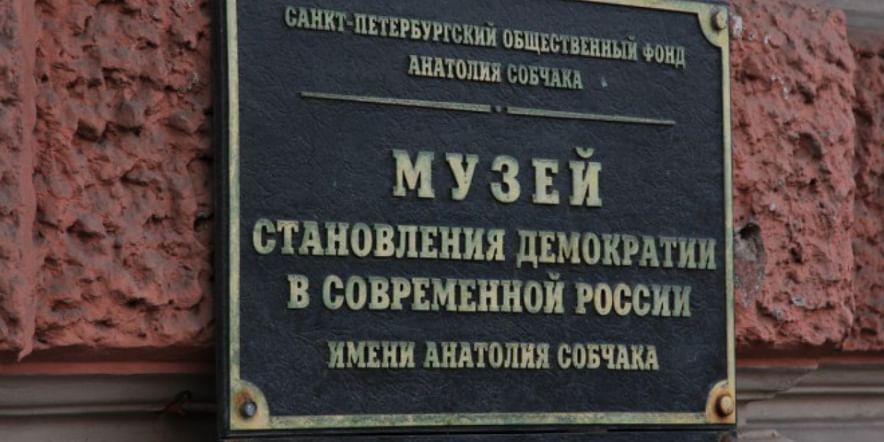 САНКТ-ПЕТЕРБУРГСКИЙ ОБЩЕСТВЕННЫЙ ФОНД
АНАТОЛИЯ СОБЧАКА
МУЗЕЙ
СТАНОВЛЕНИЯ ДЕМОКРАТИИ
В СОВРЕМЕННОЙ РОССИИ
ИМЕНИ АНАТОЛИЯ СОБЧАКА